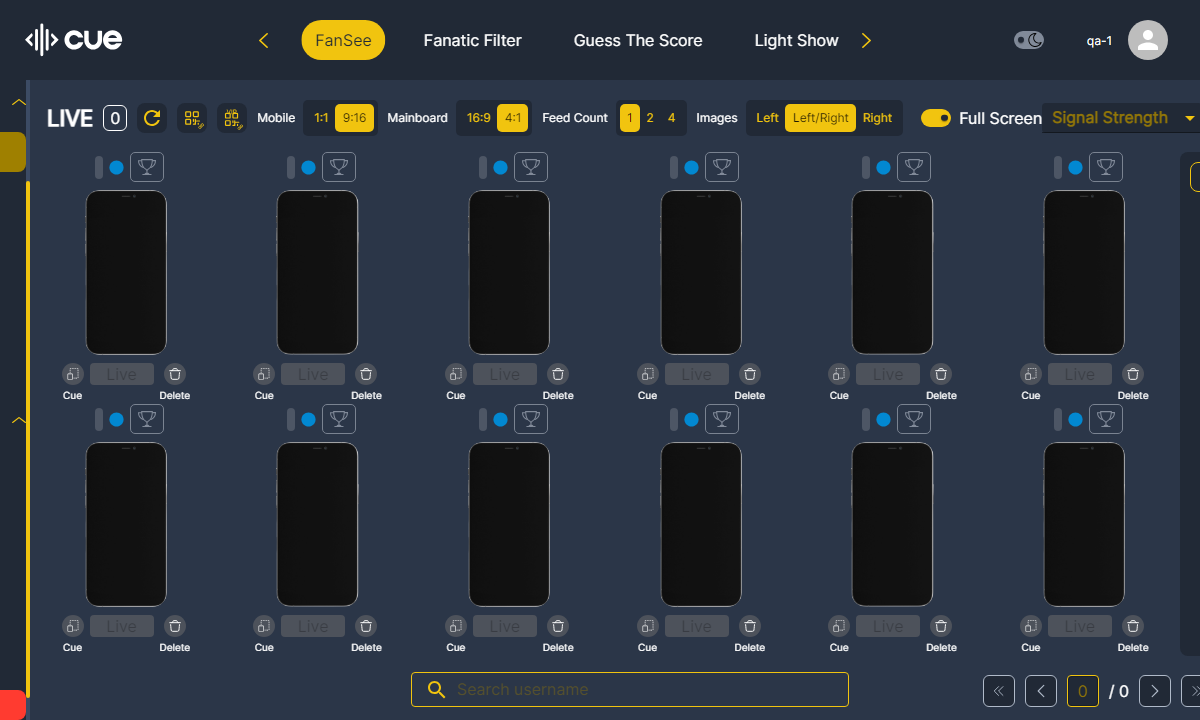 cue FanSee Fanatic Filter Guess The Score Light Show qa-1
LIVE 0 Mobile 1:1 9:16 Mainboard 16:9 4:1 Feed Count 1 2 4 Images Left Left/Right Right Full Screen Signal Strength
Live Live Live Live Live Live
Cue Delete Cue Delete Cue Delete Cue Delete Cue Delete Cue Delete
Live Live Live Live Live Live
Cue Delete Cue Delete Cue Delete Cue Delete Cue Delete Cue Delete
Search username 0 / 0